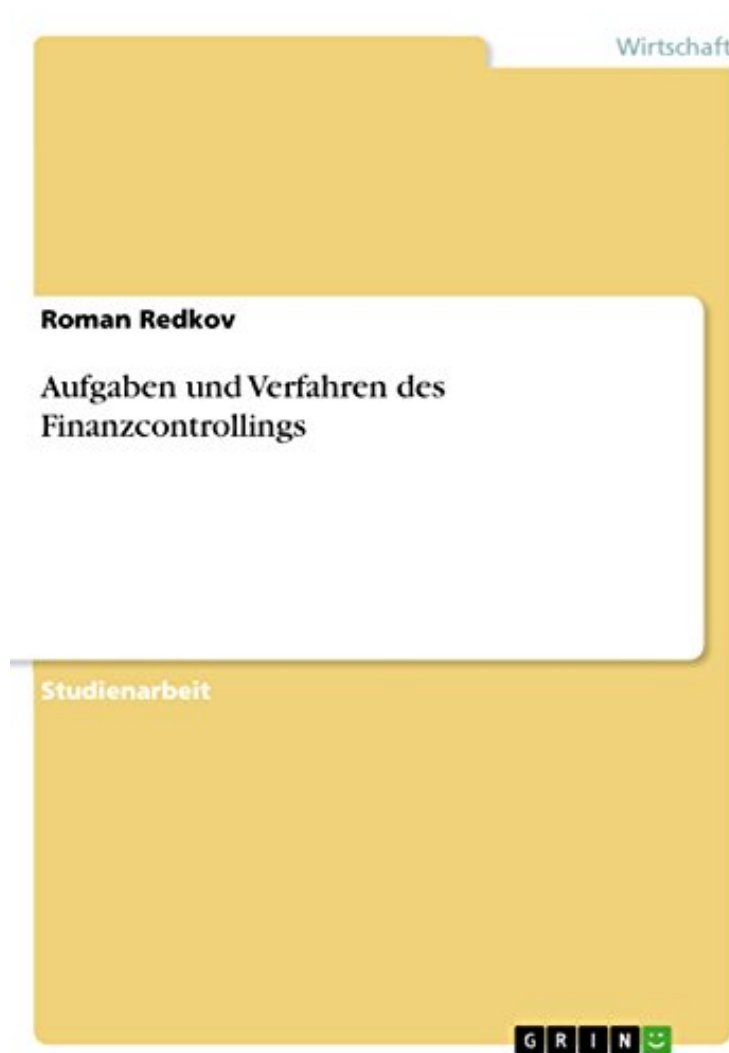 Wirtschaft
Roman Redkov
Aufgaben und Verfahren des
Finanzcontrollings
Studienarbeit
GRIN